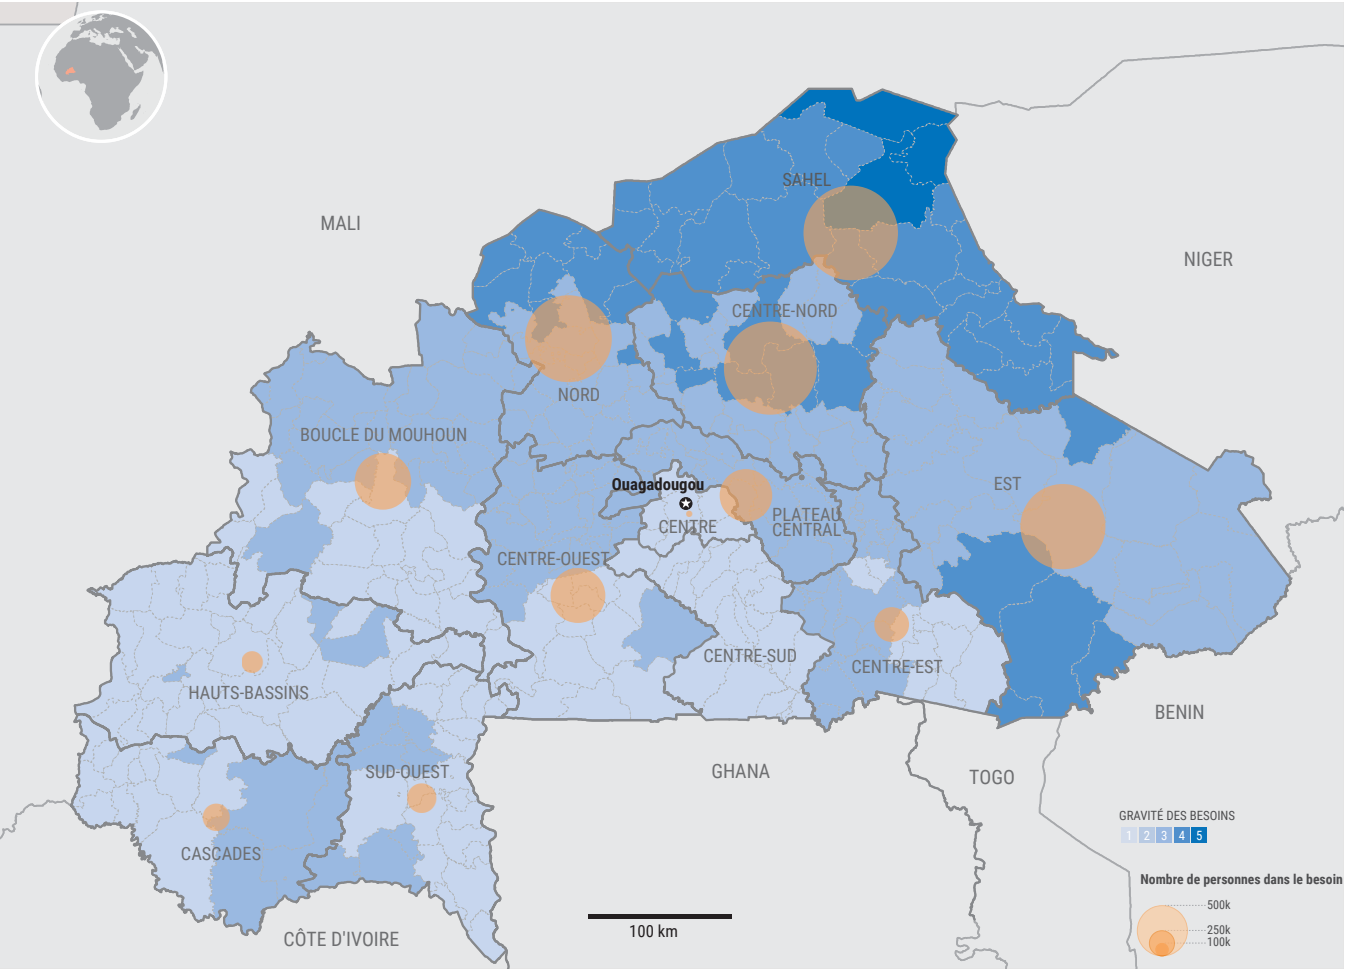 SAHEL
MALI
NIGER
CENTRE-NORD
NORD
BOUCLE DU MOUHOUN
EST
Ouagadougou
PLATEAU
CENTRAL
CENTRE
CENTRE-OUEST
CENTRE-SUD
CENTRE-EST
HAUTS-BASSINS
BENIN
SUD-OUEST
GHANA
TOGO
GRAVITÉ DES BESOINS
1 2 3 4 5
CASCADES
Nombre de personnes dans le besoin
500k
250k
100k
100 km
CÔTE D'IVOIRE